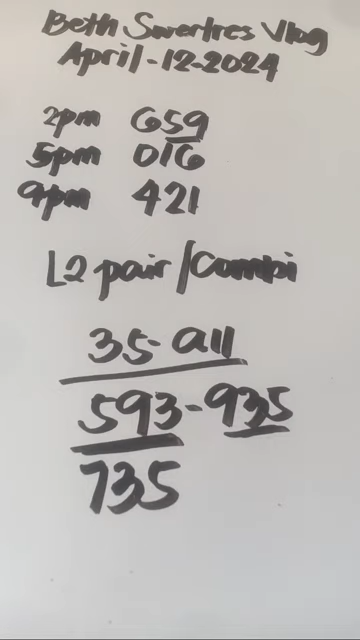 Beth Swertres Vlog
April-12-2024
2pm 659
5pm 016
9pm 421
L2 pair/Combi
35-all
593-935
735